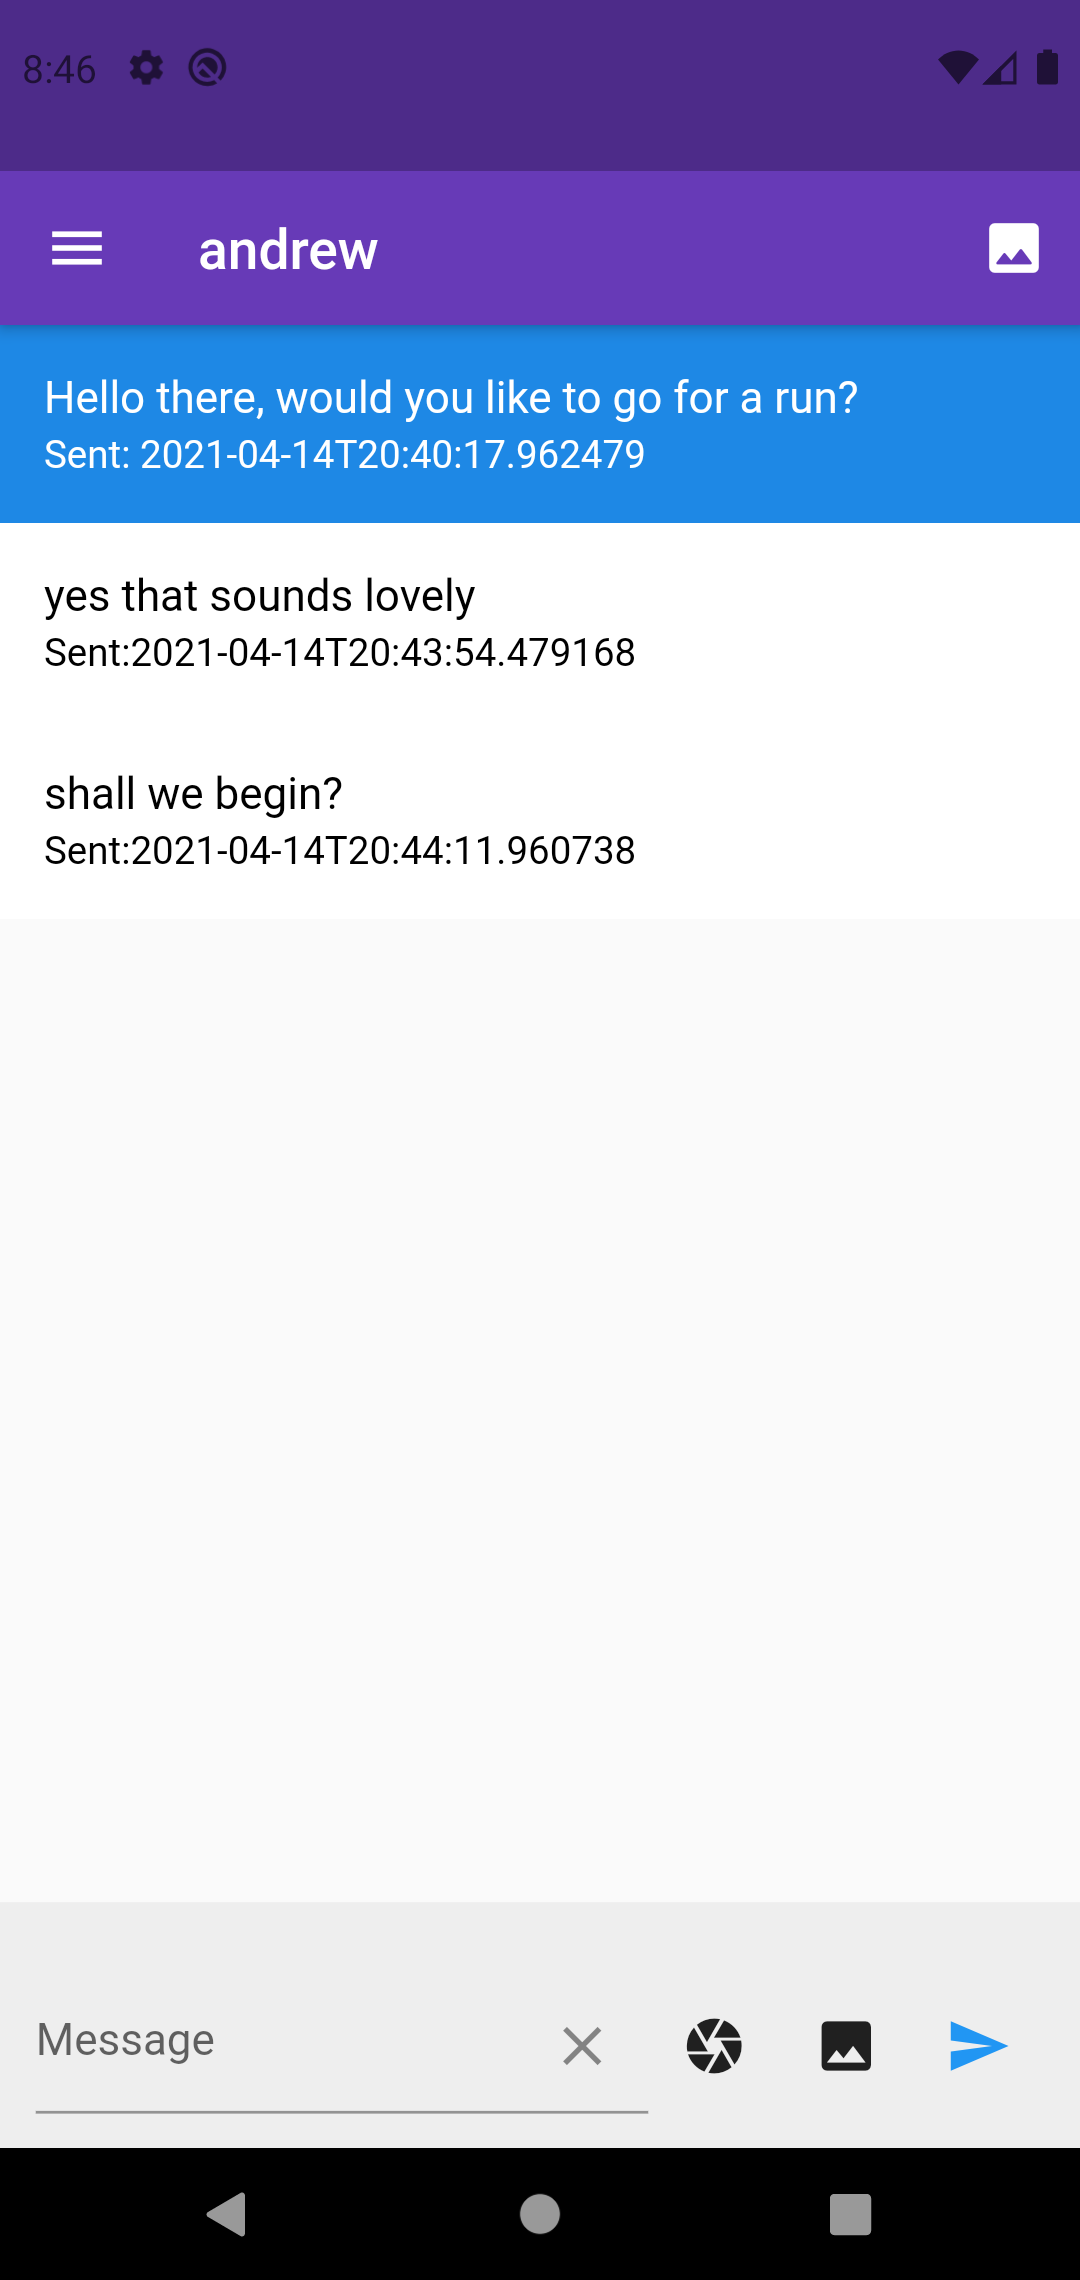 8:46
andrew
Hello there, would you like to go for a run?
Sent: 2021-04-14T20:40:17.962479
yes that sounds lovely
Sent:2021-04-14T20:43:54.479168
shall we begin?
Sent:2021-04-14T20:44:11.960738
Message